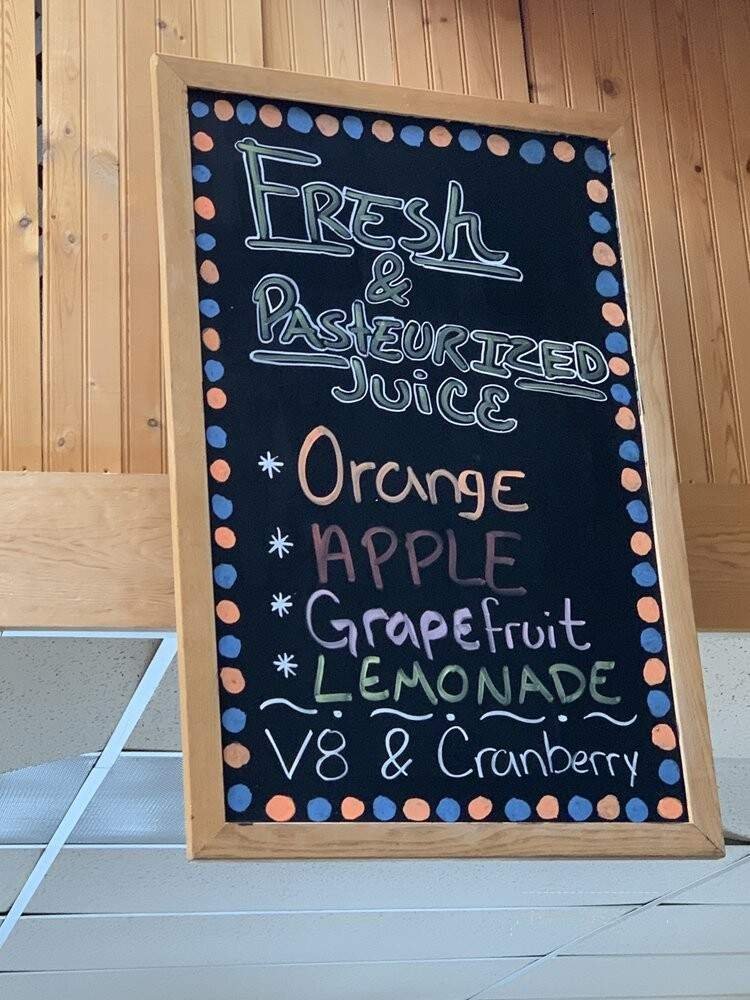 FRESh
&
PAStEURIZED
JuiCE
* Orange
* APPLE
* Grapefruit
* LEMONADE
~ · ~ · ~ · ~
V8 & Cranberry